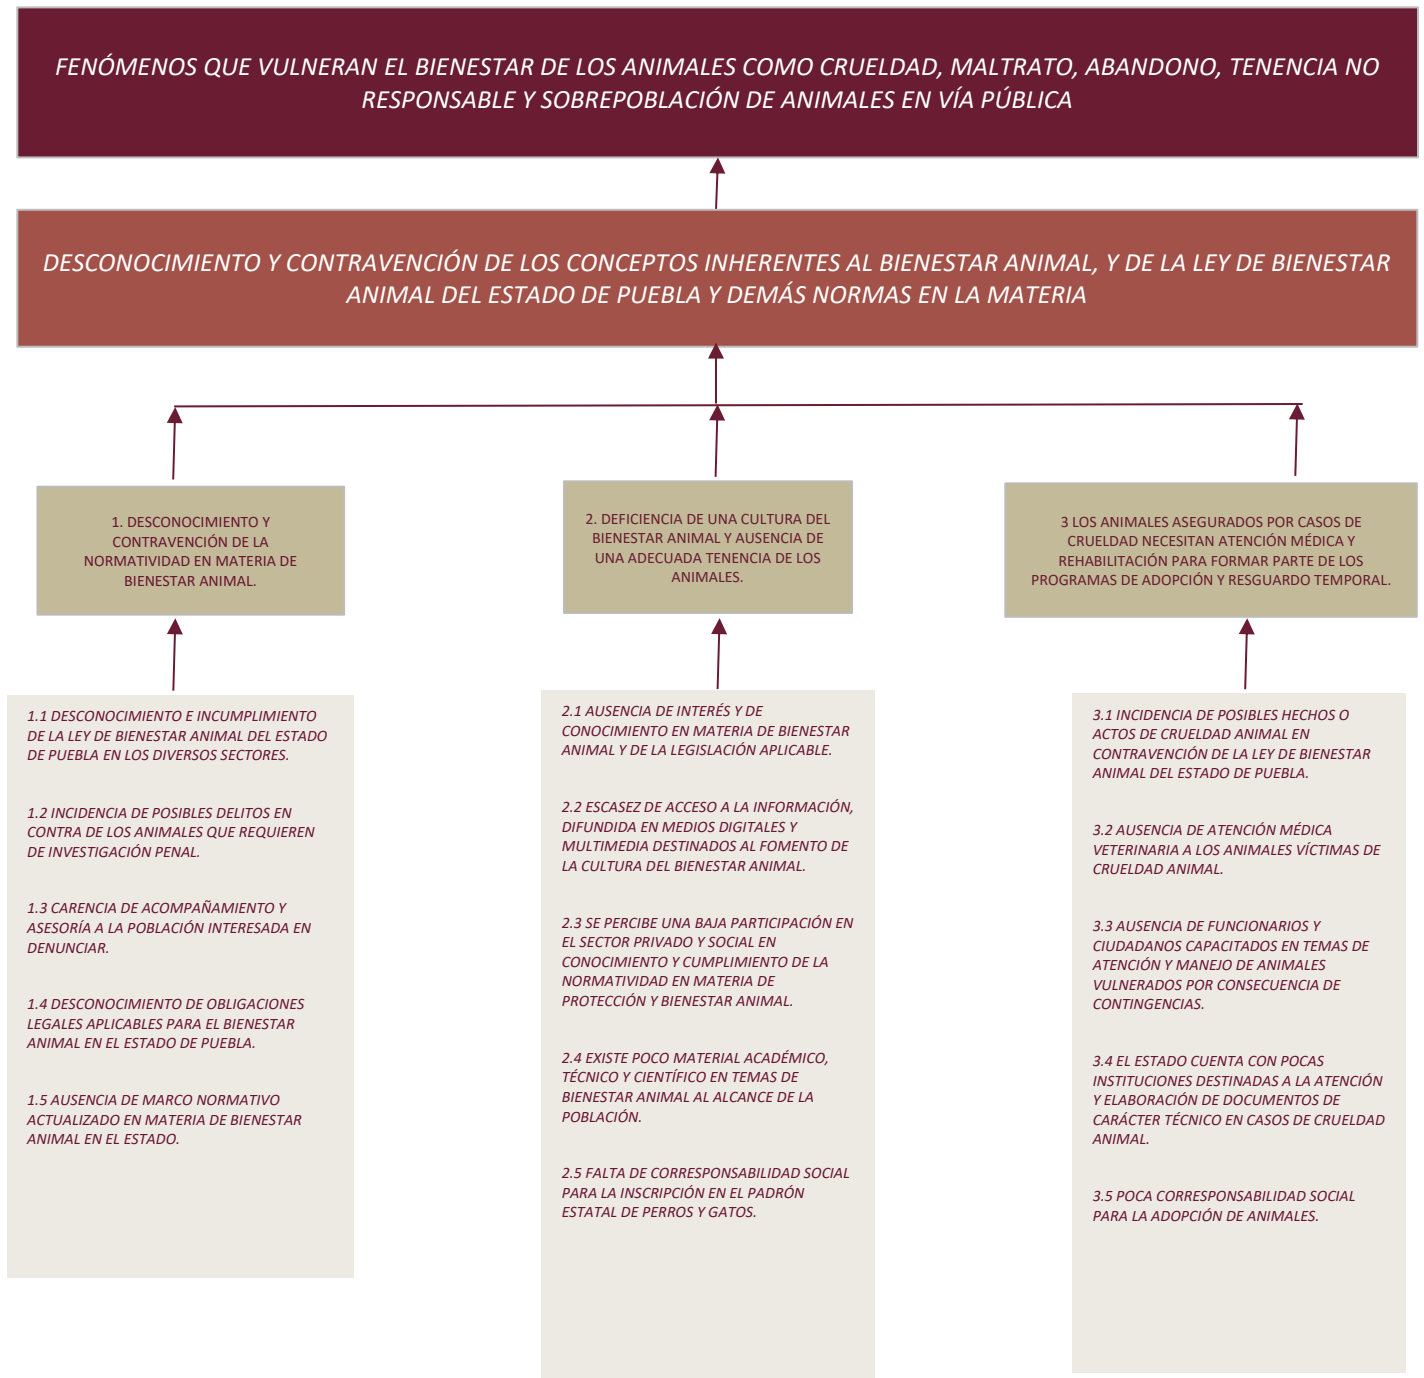 FENÓMENOS QUE VULNERAN EL BIENESTAR DE LOS ANIMALES COMO CRUELDAD, MALTRATO, ABANDONO, TENENCIA NO
RESPONSABLE Y SOBREPOBLACIÓN DE ANIMALES EN VÍA PÚBLICA
DESCONOCIMIENTO Y CONTRAVENCIÓN DE LOS CONCEPTOS INHERENTES AL BIENESTAR ANIMAL, Y DE LA LEY DE BIENESTAR
ANIMAL DEL ESTADO DE PUEBLA Y DEMÁS NORMAS EN LA MATERIA
1. DESCONOCIMIENTO Y
CONTRAVENCIÓN DE LA
NORMATIVIDAD EN MATERIA DE
BIENESTAR ANIMAL.
2. DEFICIENCIA DE UNA CULTURA DEL
BIENESTAR ANIMAL Y AUSENCIA DE
UNA ADECUADA TENENCIA DE LOS
ANIMALES.
3 LOS ANIMALES ASEGURADOS POR CASOS DE
CRUELDAD NECESITAN ATENCIÓN MÉDICA Y
REHABILITACIÓN PARA FORMAR PARTE DE LOS
PROGRAMAS DE ADOPCIÓN Y RESGUARDO TEMPORAL.
1.1 DESCONOCIMIENTO E INCUMPLIMIENTO
DE LA LEY DE BIENESTAR ANIMAL DEL ESTADO
DE PUEBLA EN LOS DIVERSOS SECTORES.
1.2 INCIDENCIA DE POSIBLES DELITOS EN
CONTRA DE LOS ANIMALES QUE REQUIEREN
DE INVESTIGACIÓN PENAL.
1.3 CARENCIA DE ACOMPAÑAMIENTO Y
ASESORÍA A LA POBLACIÓN INTERESADA EN
DENUNCIAR.
1.4 DESCONOCIMIENTO DE OBLIGACIONES
LEGALES APLICABLES PARA EL BIENESTAR
ANIMAL EN EL ESTADO DE PUEBLA.
1.5 AUSENCIA DE MARCO NORMATIVO
ACTUALIZADO EN MATERIA DE BIENESTAR
ANIMAL EN EL ESTADO.
2.1 AUSENCIA DE INTERÉS Y DE
CONOCIMIENTO EN MATERIA DE BIENESTAR
ANIMAL Y DE LA LEGISLACIÓN APLICABLE.
2.2 ESCASEZ DE ACCESO A LA INFORMACIÓN,
DIFUNDIDA EN MEDIOS DIGITALES Y
MULTIMEDIA DESTINADOS AL FOMENTO DE
LA CULTURA DEL BIENESTAR ANIMAL.
2.3 SE PERCIBE UNA BAJA PARTICIPACIÓN EN
EL SECTOR PRIVADO Y SOCIAL EN
CONOCIMIENTO Y CUMPLIMIENTO DE LA
NORMATIVIDAD EN MATERIA DE
PROTECCIÓN Y BIENESTAR ANIMAL.
2.4 EXISTE POCO MATERIAL ACADÉMICO,
TÉCNICO Y CIENTÍFICO EN TEMAS DE
BIENESTAR ANIMAL AL ALCANCE DE LA
POBLACIÓN.
2.5 FALTA DE CORRESPONSABILIDAD SOCIAL
PARA LA INSCRIPCIÓN EN EL PADRÓN
ESTATAL DE PERROS Y GATOS.
3.1 INCIDENCIA DE POSIBLES HECHOS O
ACTOS DE CRUELDAD ANIMAL EN
CONTRAVENCIÓN DE LA LEY DE BIENESTAR
ANIMAL DEL ESTADO DE PUEBLA.
3.2 AUSENCIA DE ATENCIÓN MÉDICA
VETERINARIA A LOS ANIMALES VÍCTIMAS DE
CRUELDAD ANIMAL.
3.3 AUSENCIA DE FUNCIONARIOS Y
CIUDADANOS CAPACITADOS EN TEMAS DE
ATENCIÓN Y MANEJO DE ANIMALES
VULNERADOS POR CONSECUENCIA DE
CONTINGENCIAS.
3.4 EL ESTADO CUENTA CON POCAS
INSTITUCIONES DESTINADAS A LA ATENCIÓN
Y ELABORACIÓN DE DOCUMENTOS DE
CARÁCTER TÉCNICO EN CASOS DE CRUELDAD
ANIMAL.
3.5 POCA CORRESPONSABILIDAD SOCIAL
PARA LA ADOPCIÓN DE ANIMALES.